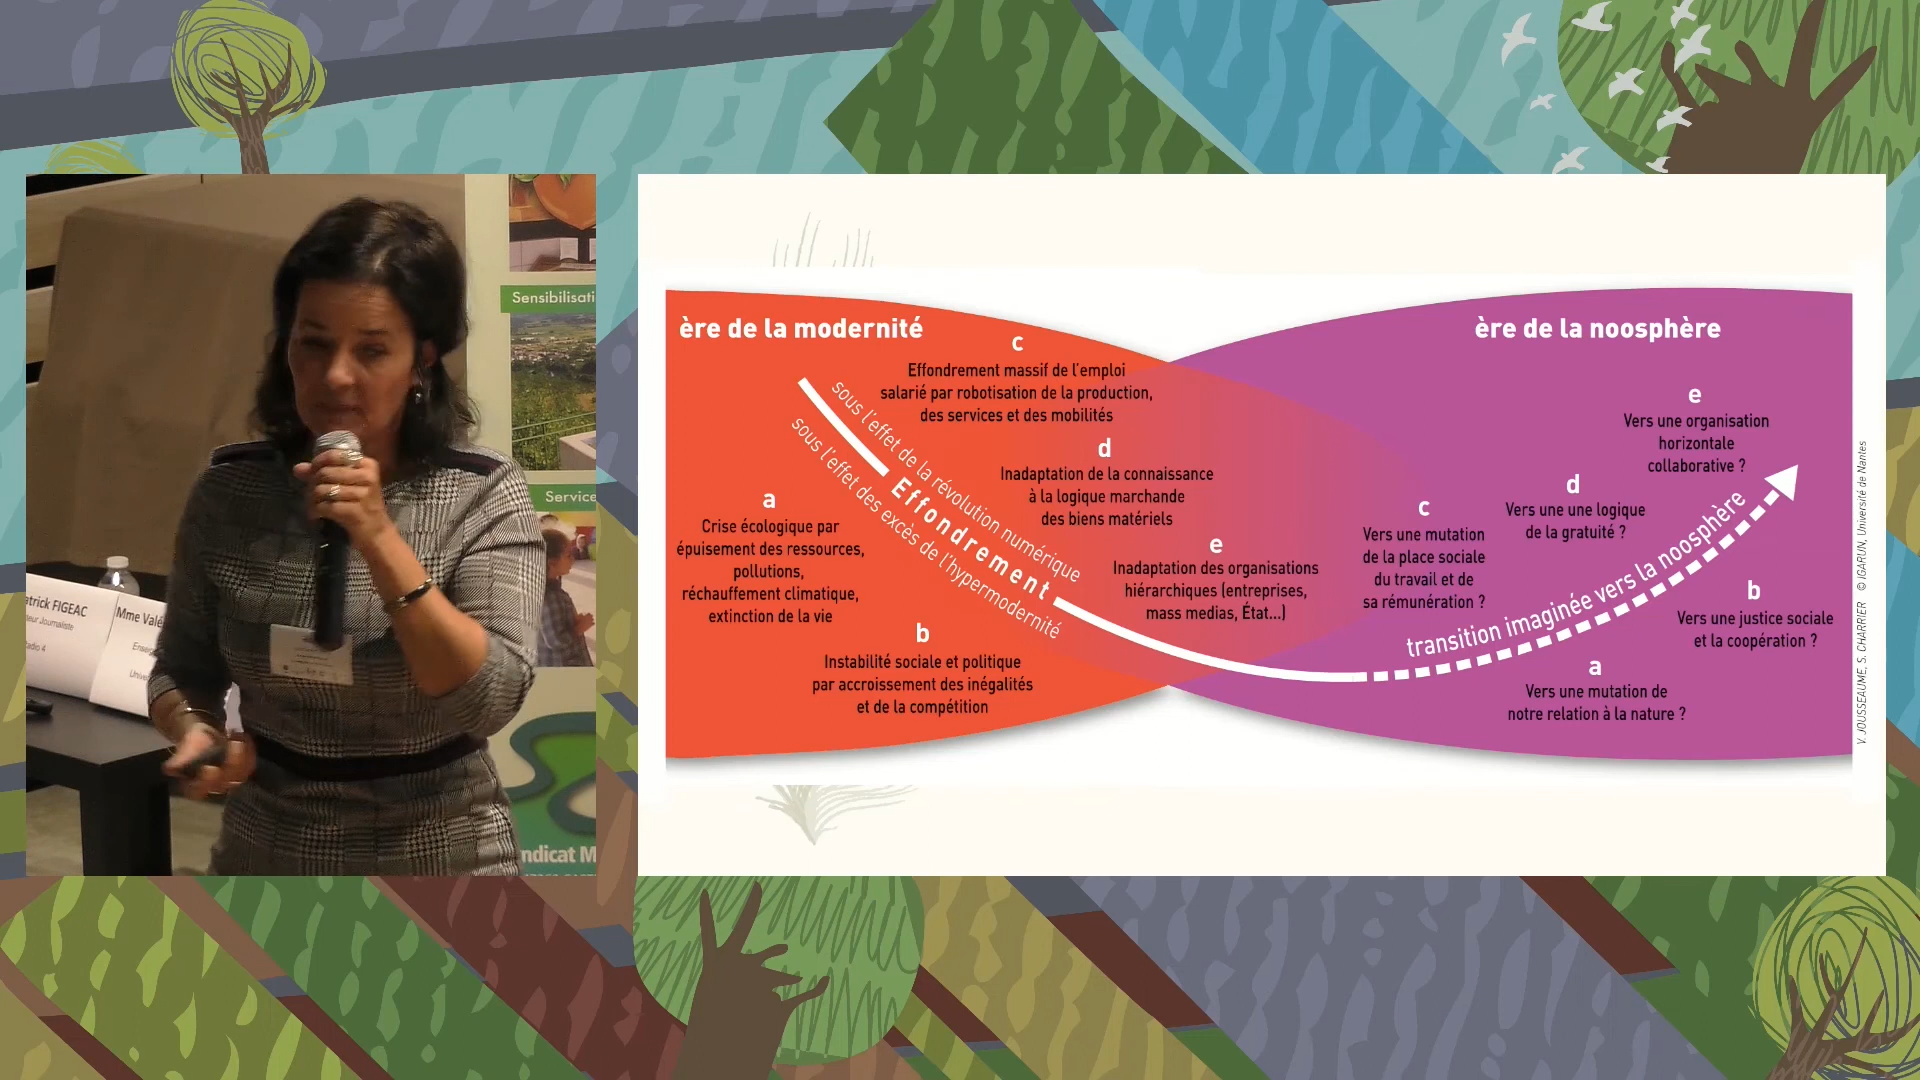 Sensibilisati
Service
atrick FIGEAC
Mme Valé
adio 4
ndicat M
ère de la modernité
c
Effondrement massif de l'emploi
salarié par robotisation de la production,
des services et des mobilités
d
Inadaptation de la connaissance
à la logique marchande
des biens matériels
e
Inadaptation des organisations
hiérarchiques (entreprises,
mass medias, État...)
sous l'effet de la révolution numérique
Effondrement
sous l'effet des excès de l'hypermodernité
a
Crise écologique par
épuisement des ressources,
pollutions,
réchauffement climatique,
extinction de la vie
b
Instabilité sociale et politique
par accroissement des inégalités
et de la compétition
ère de la noosphère
e
Vers une organisation
horizontale
collaborative ?
d
Vers une une logique
de la gratuité ?
c
Vers une mutation
de la place sociale
du travail et de
sa rémunération ?
transition imaginée vers la noosphère
b
Vers une justice sociale
et la coopération ?
a
Vers une mutation de
notre relation à la nature ?
V. JOUSSEAUME, S. CHARRIER © IGARUN, Université de Nantes